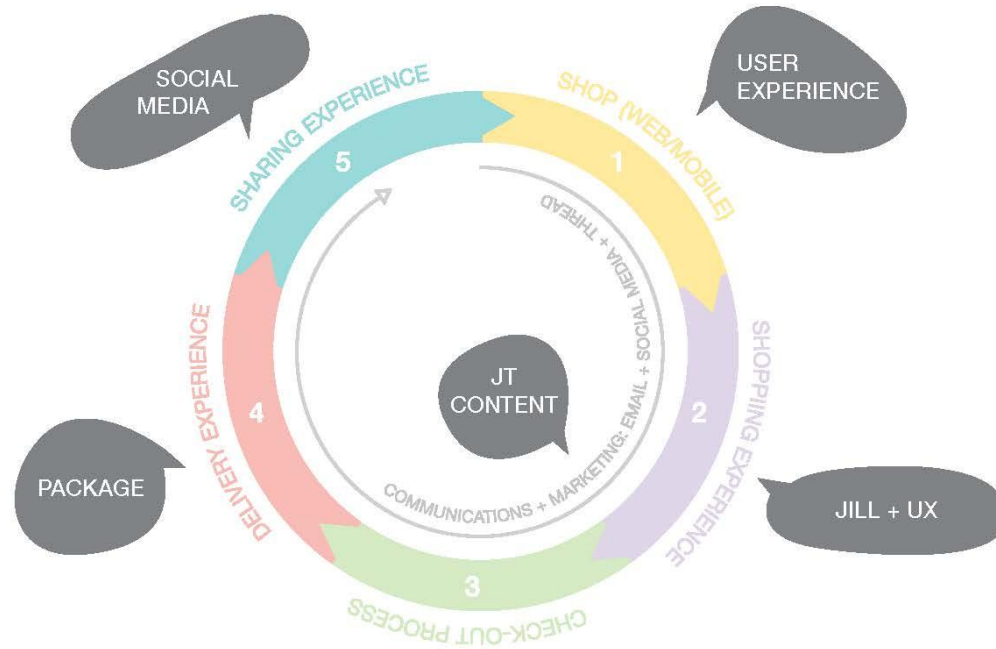 SOCIAL
MEDIA
USER
EXPERIENCE
SHARING EXPERIENCE
5
SHOP (WEB/MOBILE)
1
COMMUNICATIONS + MARKETING: EMAIL + SOCIAL MEDIA + THREAD
JT
CONTENT
SHOPPIING EXPERIENCE
2
DELIVERY EXPERIENCE
4
PACKAGE
JILL + UX
3
CHECK-OUT PROCESS